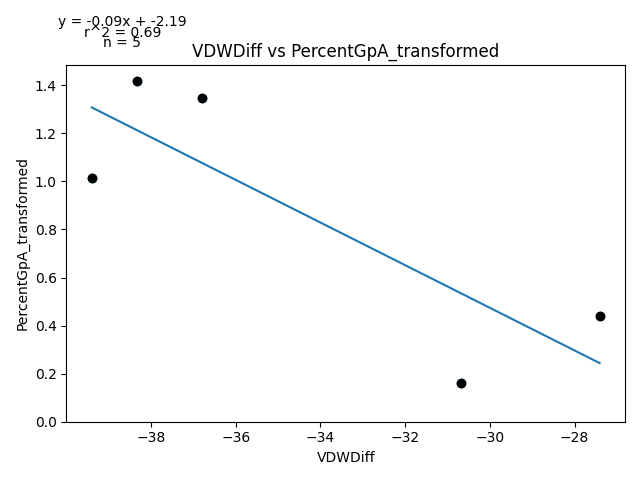 y = -0.09x + -2.19
r^2 = 0.69
n = 5
VDWDiff vs PercentGpA_transformed
1.4
1.2
1.0
0.8
0.6
0.4
0.2
0.0
PercentGpA_transformed
−38 −36 −34 −32 −30 −28
VDWDiff